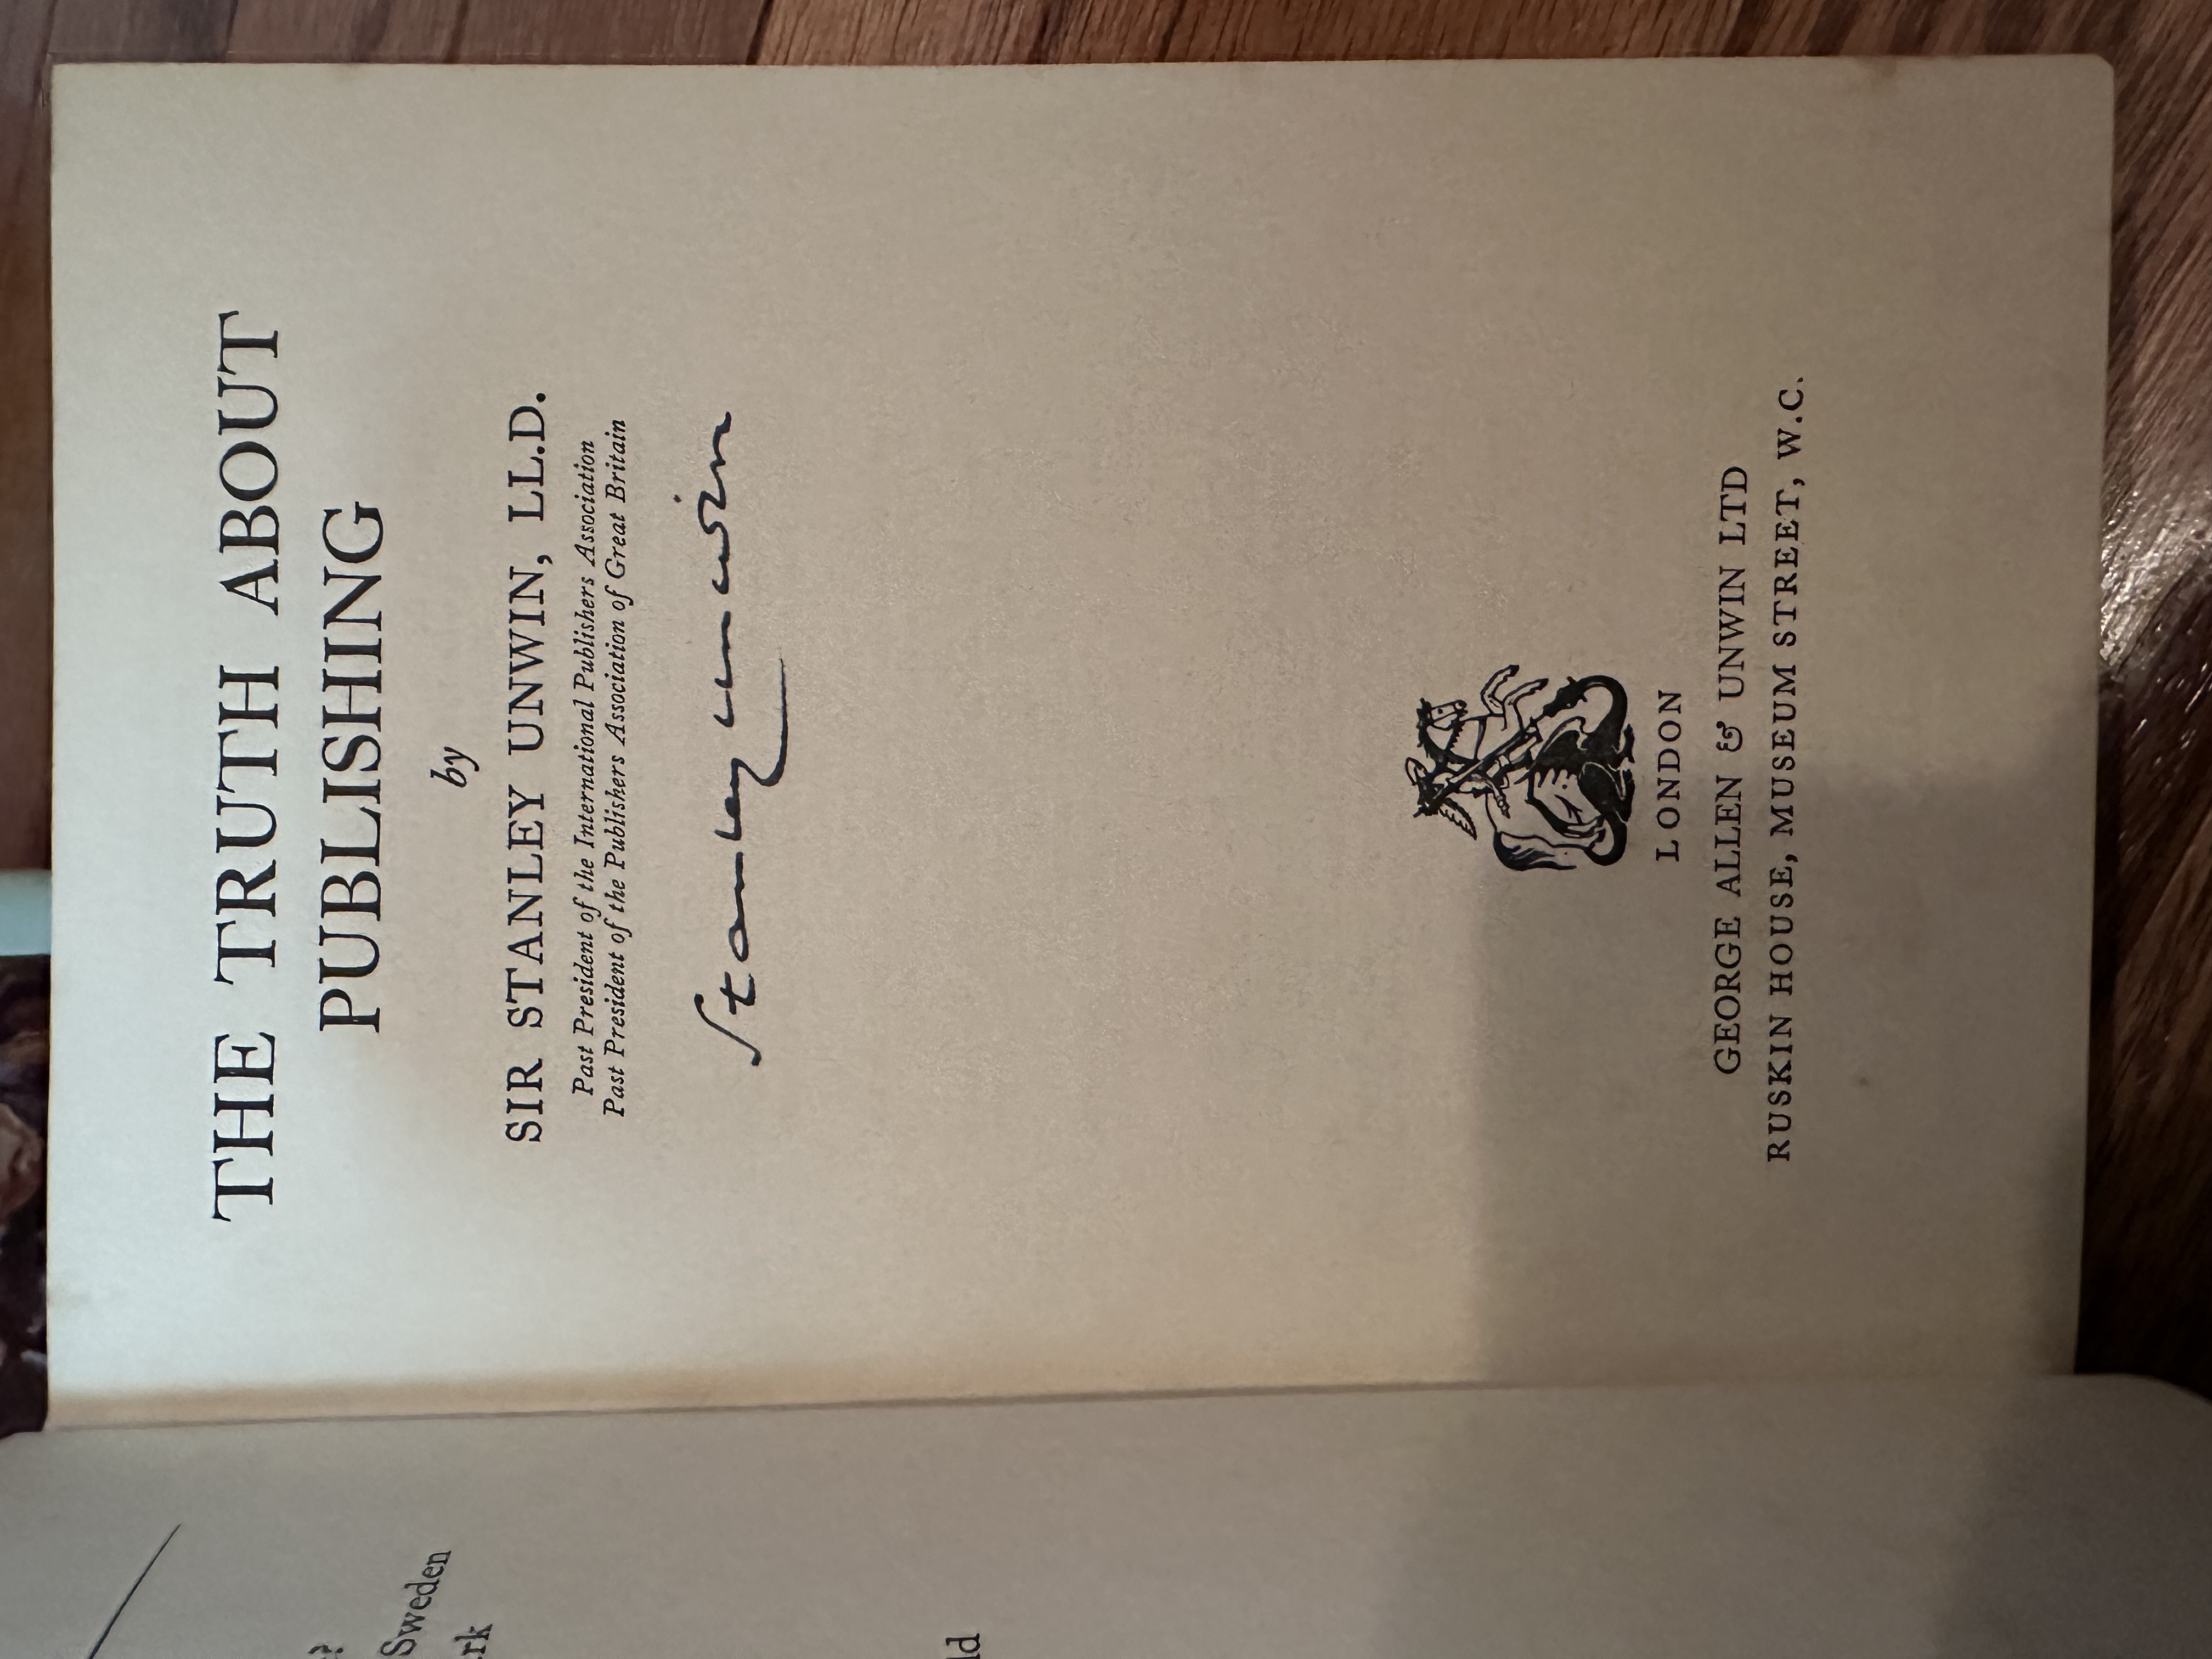 THE TRUTH ABOUT
PUBLISHING
by
SIR STANLEY UNWIN, LL.D.
Past President of the International Publishers Association
Past President of the Publishers Association of Great Britain
Stanley Unwin
LONDON
GEORGE ALLEN & UNWIN LTD
RUSKIN HOUSE, MUSEUM STREET, W.C.
Sweden